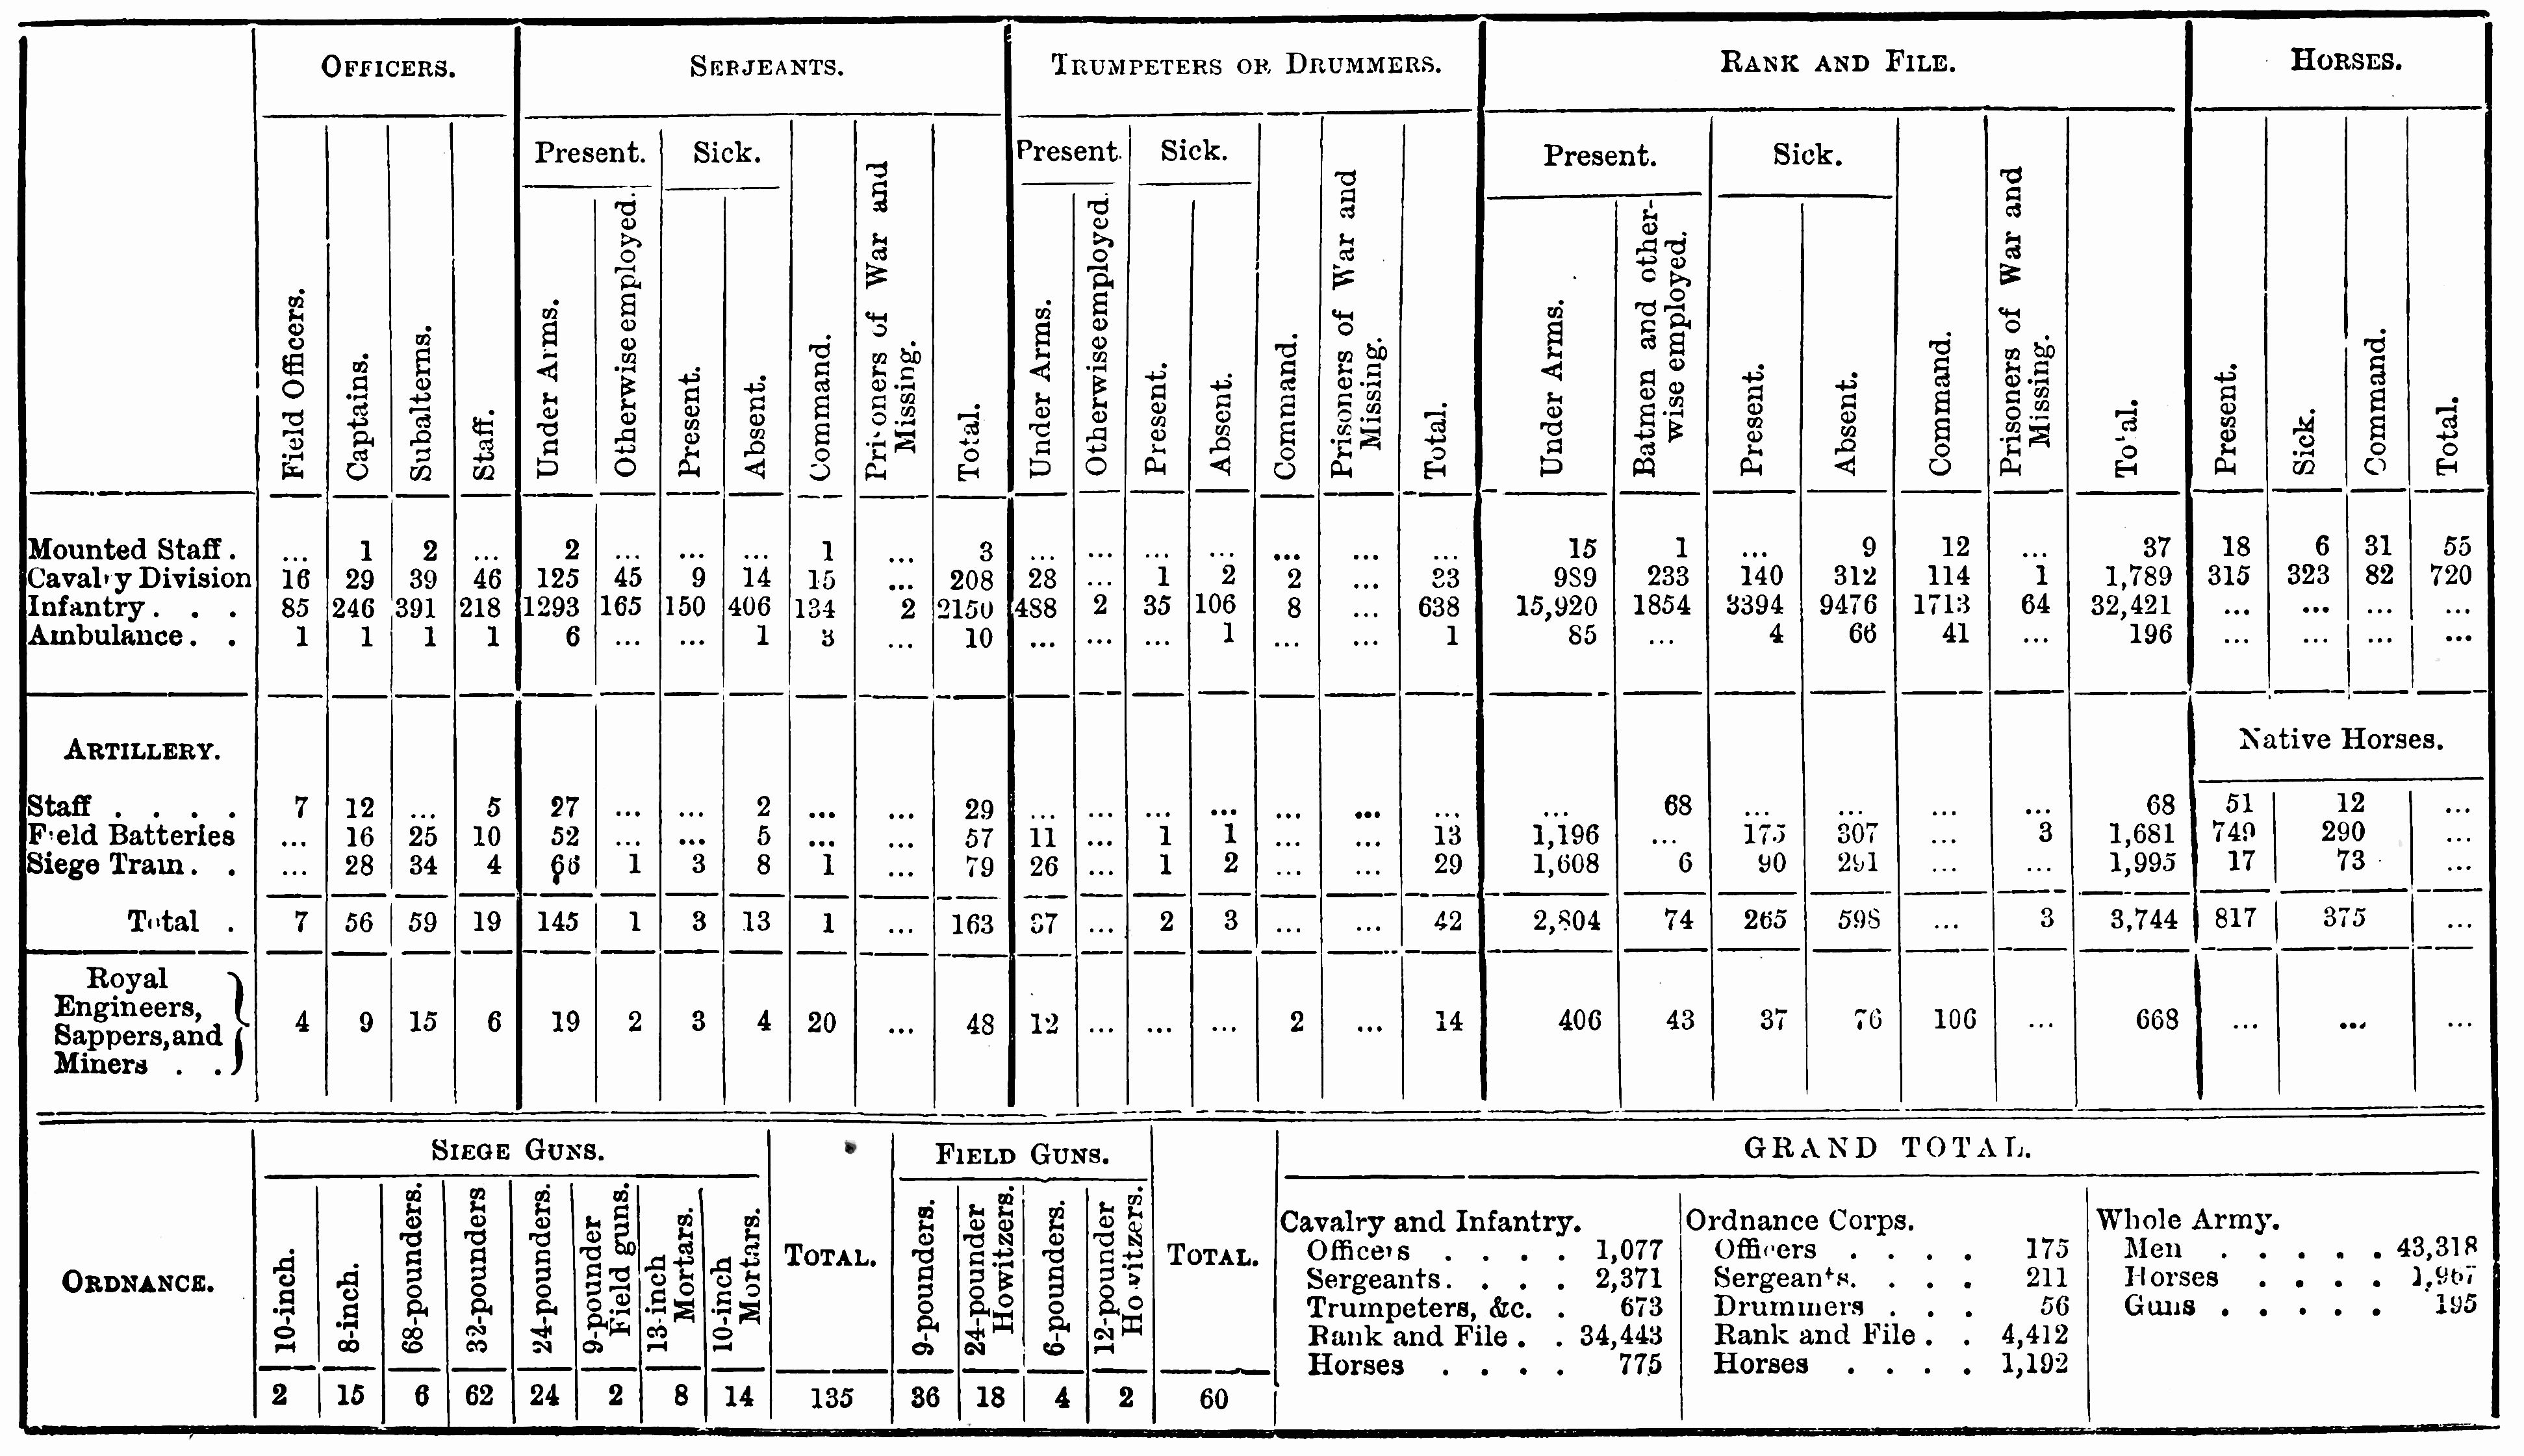 OFFICERS. SERJEANTS. TRUMPETERS OR DRUMMERS. RANK AND FILE. HORSES.
Present. Sick. Present. Sick. Present. Sick.
Field Officers. Captains. Subalterns. Staff. Under Arms. Otherwise employed. Present. Absent. Command. Prisoners of War and Missing. Total. Under Arms. Otherwise employed. Present. Absent. Command. Prisoners of War and Missing. Total. Under Arms. Batmen and other-wise employed. Present. Absent. Command. Prisoners of War and Missing. Total. Present. Sick. Command. Total.
Mounted Staff . ... 1 2 ... 2 ... ... ... 1 ... 3 ... ... ... ... ... ... ... 15 1 ... 9 12 ... 37 18 6 31 55
Cavalry Division 16 29 39 46 125 45 9 14 15 ... 208 28 ... 1 2 2 ... 33 989 233 140 312 114 1 1,789 315 323 82 720
Infantry . . . 85 246 391 218 1293 165 150 406 134 2 2150 488 2 35 106 8 ... 638 15,920 1854 3394 9476 1713 64 32,421 ... ... ... ...
Ambulance . . 1 1 1 1 6 ... ... 1 3 ... 10 ... ... ... 1 ... ... 1 85 ... 4 66 41 ... 196 ... ... ... ...
ARTILLERY. Native Horses.
Staff . . . . 7 12 ... 5 27 ... ... 2 ... ... 29 ... ... ... ... ... ... ... ... 68 ... ... ... ... 68 51 12 ...
Field Batteries ... 16 25 10 52 ... ... 5 ... ... 57 11 ... 1 1 ... ... 13 1,196 ... 175 307 ... 3 1,681 749 290 ...
Siege Train . . ... 28 34 4 66 1 3 8 1 ... 79 26 ... 1 2 ... ... 29 1,608 6 90 291 ... ... 1,995 17 73 ...
Total . 7 56 59 19 145 1 3 13 1 ... 163 37 ... 2 3 ... ... 42 2,804 74 265 598 ... 3 3,744 817 375 ...
Royal
Engineers,
Sappers, and
Miners . . 4 9 15 6 19 2 3 4 20 ... 48 12 ... ... ... 2 ... 14 406 43 37 76 106 ... 668 ... ... ...
ORDNANCE.
SIEGE GUNS. TOTAL. FIELD GUNS. TOTAL.
10-inch. 8-inch. 68-pounders. 32-pounders 24-pounders. 9-pounder Field guns. 13-inch Mortars. 10-inch Mortars. 9-pounders. 24-pounder Howitzers. 6-pounders. 12-pounder Howitzers.
2 15 6 62 24 2 8 14 135 36 18 4 2 60
GRAND TOTAL.
Cavalry and Infantry.
Officers . . . . 1,077
Sergeants . . . . 2,371
Trumpeters, &c. . 673
Rank and File . . 34,443
Horses . . . . 775
Ordnance Corps.
Officers . . . . 175
Sergeants. . . . 211
Drummers . . . 56
Rank and File . . 4,412
Horses . . . . 1,192
Whole Army.
Men . . . . . 43,318
Horses . . . . 1,967
Guns . . . . . 195